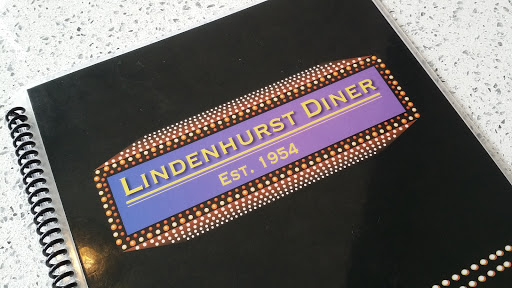 LINDENHURST DINER
EST. 1954